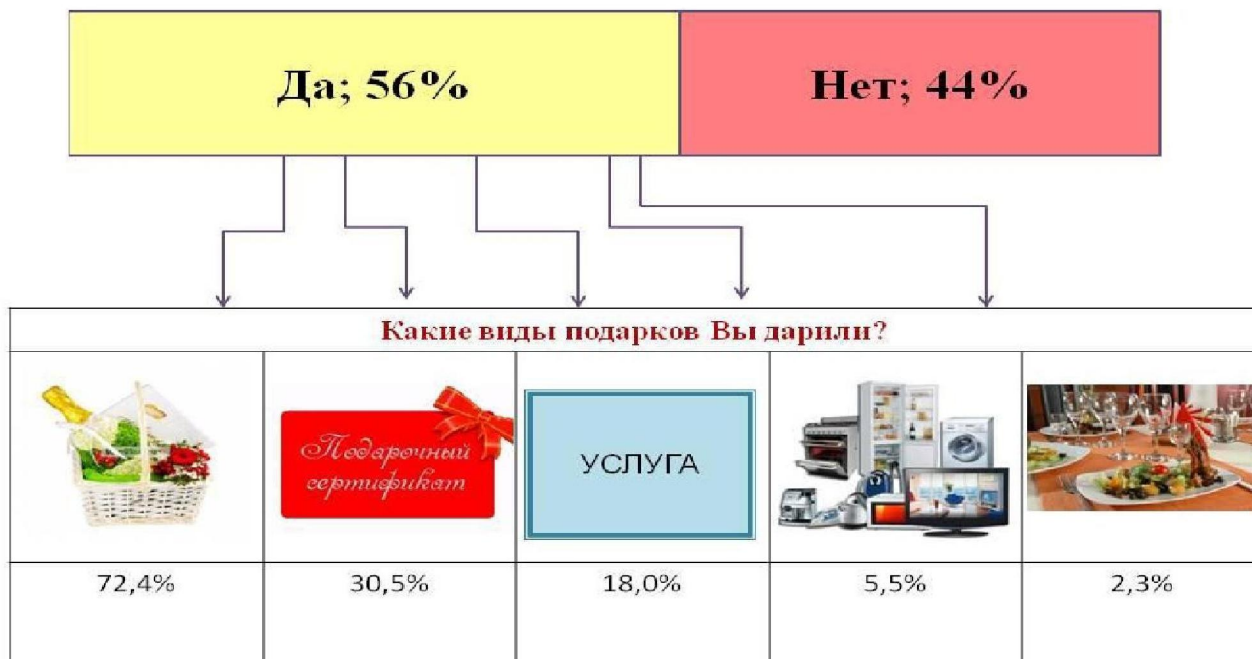 Да; 56%
Нет; 44%
Какие виды подарков Вы дарили?
Подарочный
сертификат
УСЛУГА
72,4%
30,5%
18,0%
5,5%
2,3%